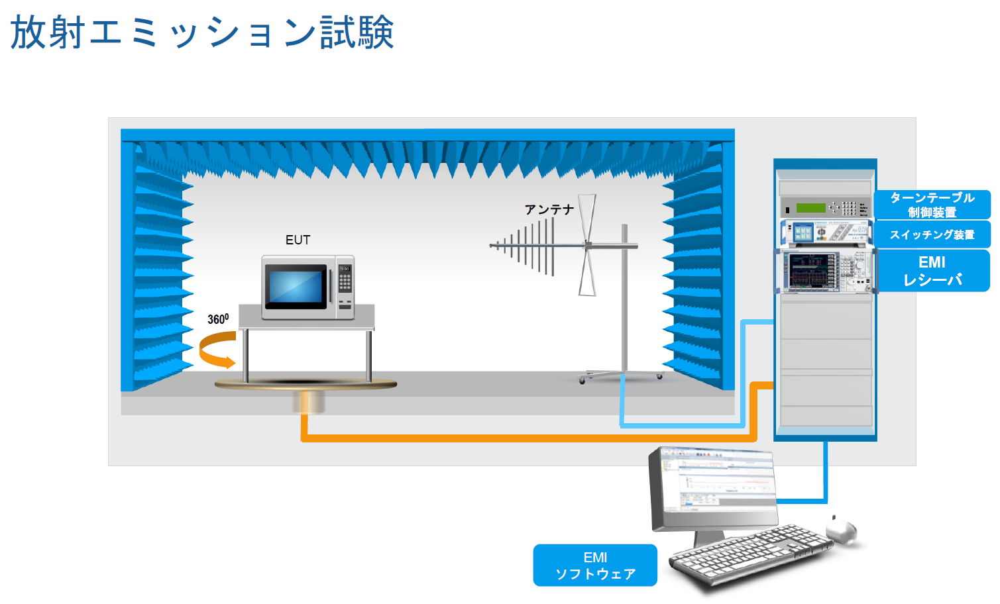 放射エミッション試験
アンテナ
EUT
360⁰
ターンテーブル
制御装置
スイッチング装置
EMI
レシーバ
EMI
ソフトウェア